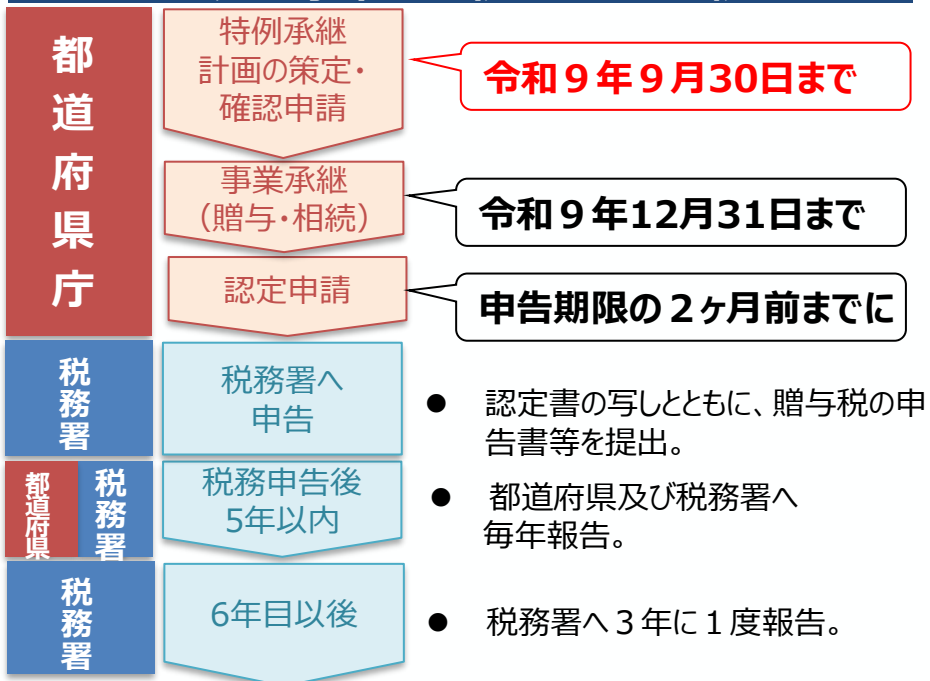 都道府県庁
特例承継
計画の策定・
確認申請
令和９年９月30日まで
事業承継
（贈与・相続）
令和９年12月31日まで
認定申請
申告期限の２ヶ月前までに
税務署
税務署へ
申告
● 認定書の写しとともに、贈与税の申
告書等を提出。
都道府県
税務署
税務申告後
5年以内
● 都道府県及び税務署へ
毎年報告。
税務署
6年目以後
● 税務署へ３年に１度報告。